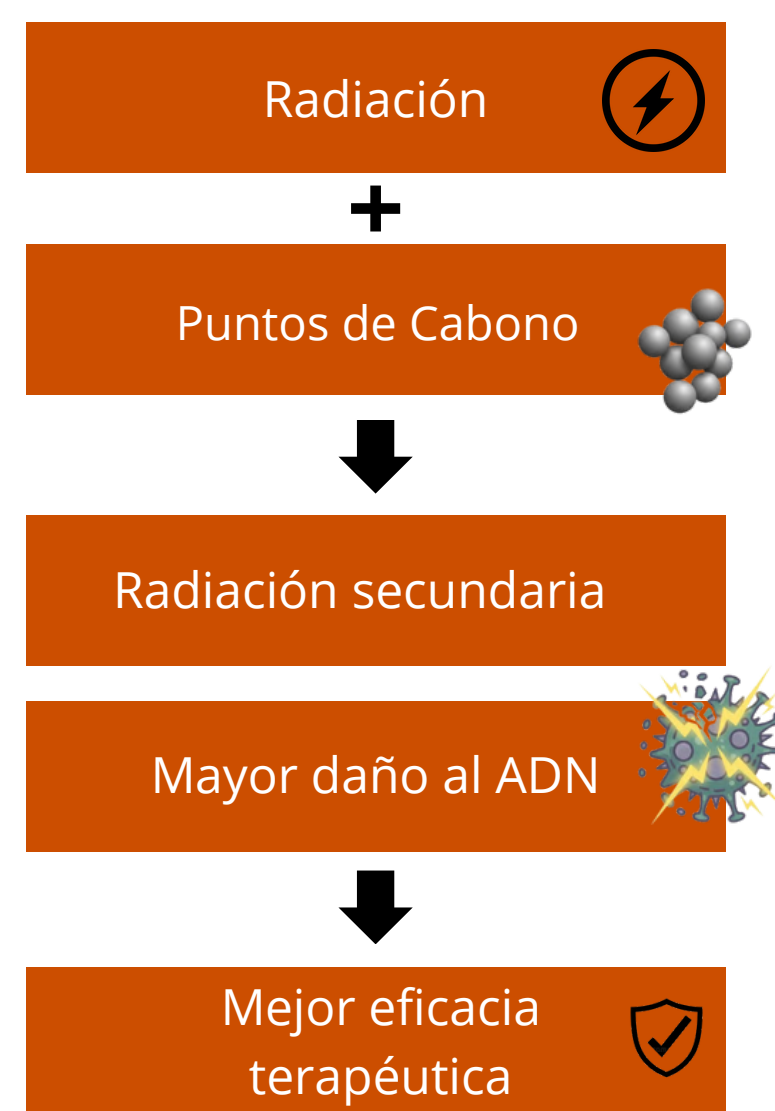 Radiación
+
Puntos de Cabono
Radiación secundaria
Mayor daño al ADN
Mejor eficacia
terapéutica